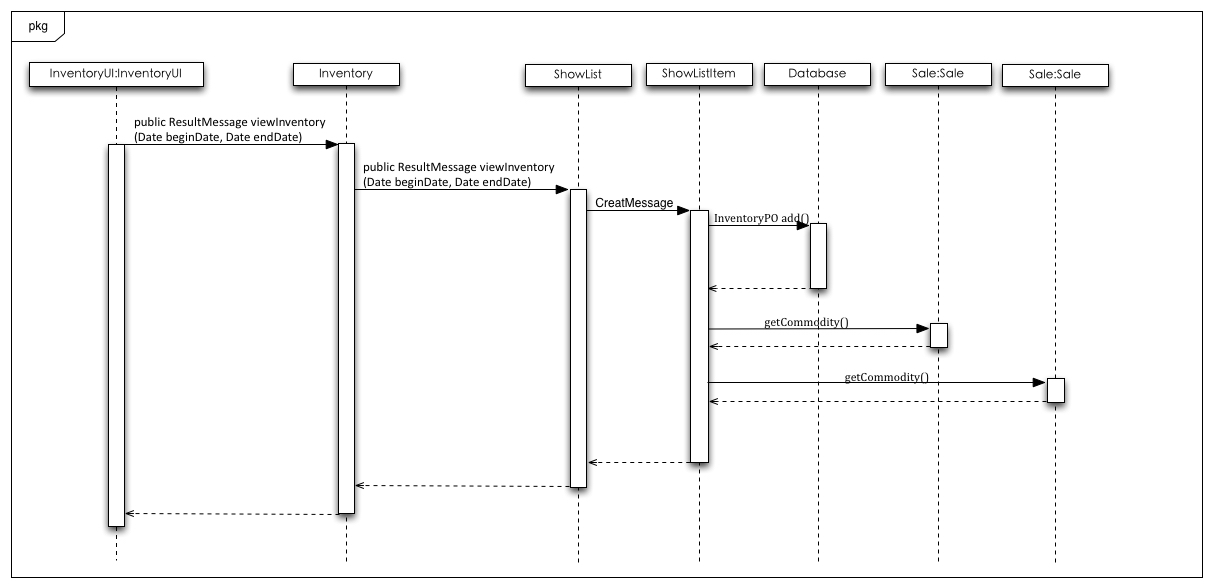 pkg
InventoryUI:InventoryUI
Inventory
ShowList
ShowListItem
Database
Sale:Sale
Sale:Sale
public ResultMessage viewInventory
(Date beginDate, Date endDate)
public ResultMessage viewInventory
(Date beginDate, Date endDate)
CreatMessage
InventoryPO add()
getCommodity()
getCommodity()